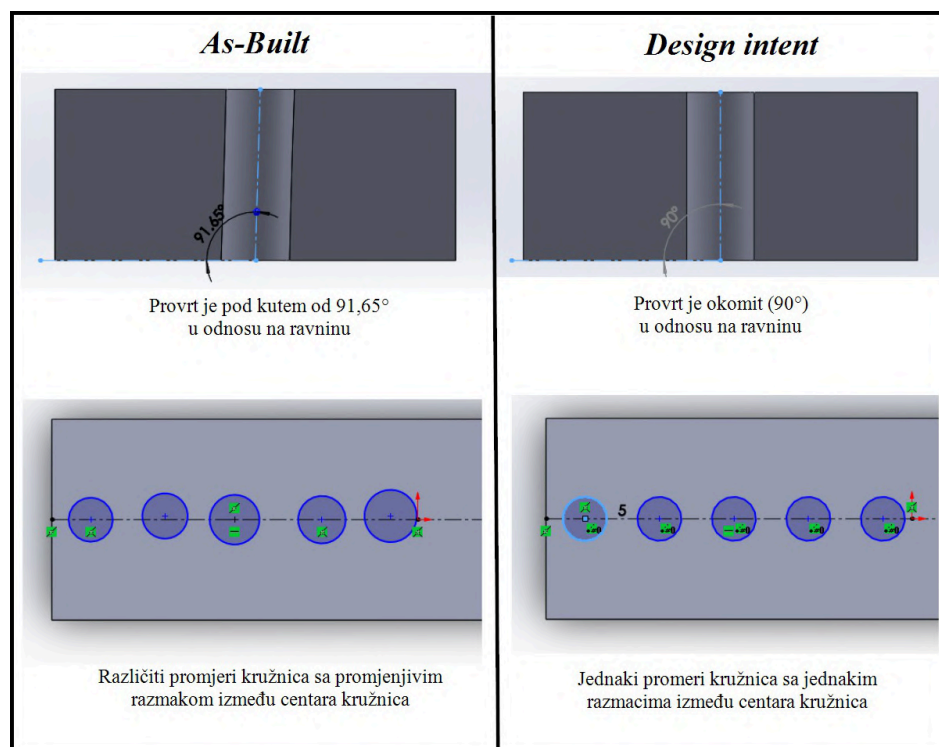 As-Built
91.65°
Provrt je pod kutem od 91,65°
u odnosu na ravninu
Različiti promjeri kružnica sa promjenjivim
razmakom između centara kružnica
Design intent
90°
Provrt je okomit (90°)
u odnosu na ravninu
5
Jednaki promeri kružnica sa jednakim
razmacima između centara kružnica